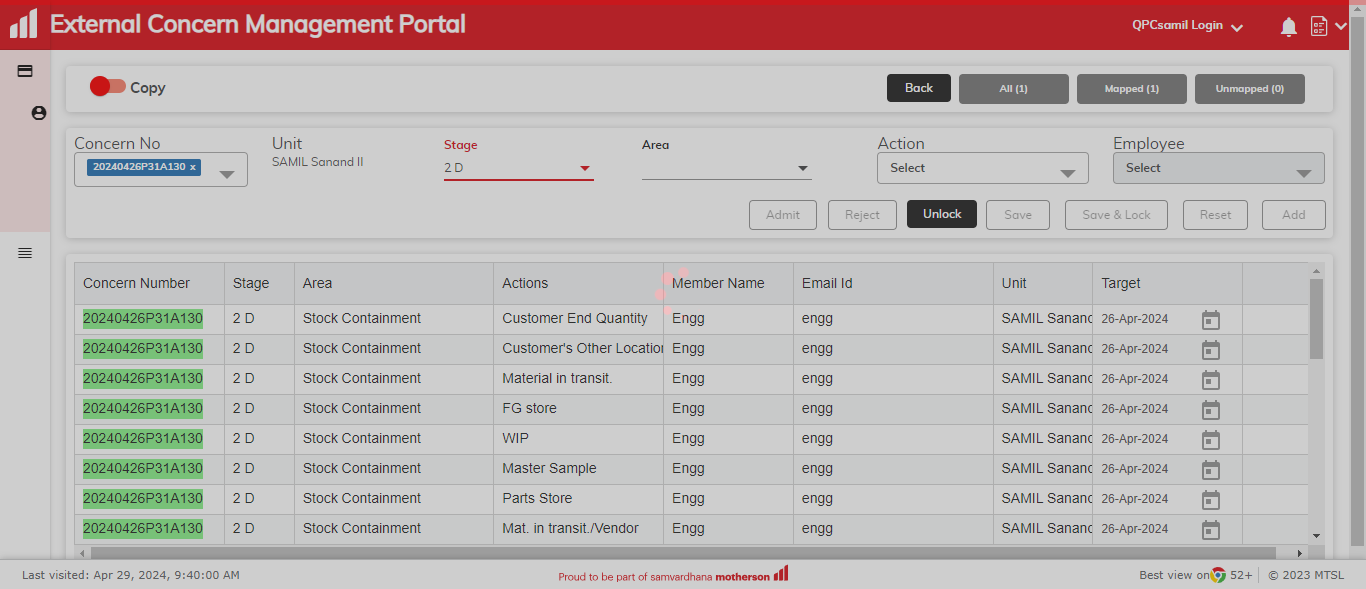 External Concern Management Portal
QPCsamil Login
Copy
Back
All (1)
Mapped (1)
Unmapped (0)
Concern No
Unit
Stage
Area
Action
Employee
20240426P31A130 x
SAMIL Sanand II
2 D
Select
Select
Admit
Reject
Unlock
Save
Save & Lock
Reset
Add
Concern Number Stage Area Actions Member Name Email Id Unit Target
20240426P31A130 2 D Stock Containment Customer End Quantity Engg engg SAMIL Sanand 26-Apr-2024
20240426P31A130 2 D Stock Containment Customer's Other Location Engg engg SAMIL Sanand 26-Apr-2024
20240426P31A130 2 D Stock Containment Material in transit. Engg engg SAMIL Sanand 26-Apr-2024
20240426P31A130 2 D Stock Containment FG store Engg engg SAMIL Sanand 26-Apr-2024
20240426P31A130 2 D Stock Containment WIP Engg engg SAMIL Sanand 26-Apr-2024
20240426P31A130 2 D Stock Containment Master Sample Engg engg SAMIL Sanand 26-Apr-2024
20240426P31A130 2 D Stock Containment Parts Store Engg engg SAMIL Sanand 26-Apr-2024
20240426P31A130 2 D Stock Containment Mat. in transit./Vendor Engg engg SAMIL Sanand 26-Apr-2024
Last visited: Apr 29, 2024, 9:40:00 AM
Proud to be part of samvardhana motherson
Best view on 52+
© 2023 MTSL